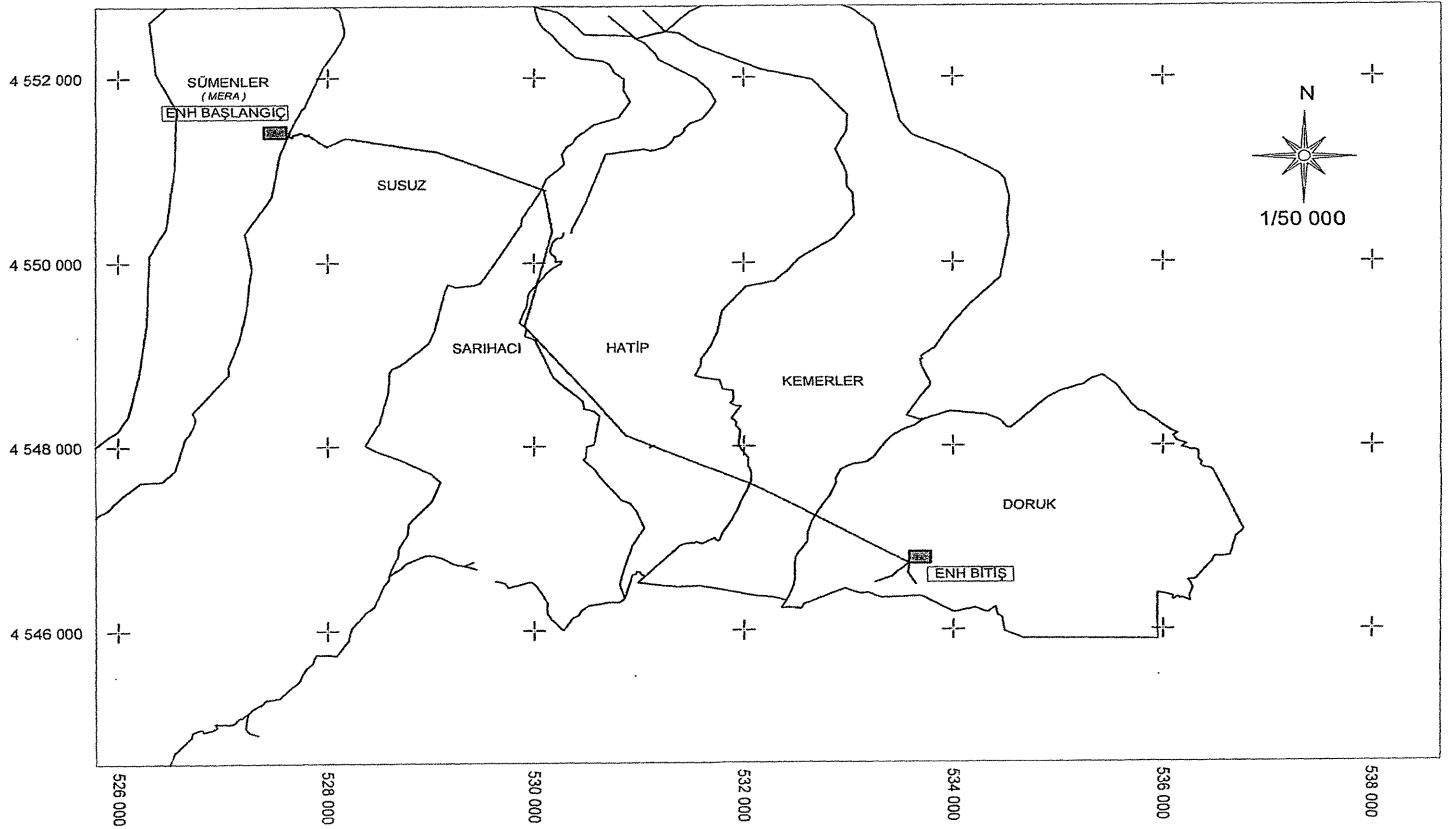 4 552 000
SÜMENLER
( MERA )
ENH BAŞLANGIÇ
N
1/50 000
SUSUZ
4 550 000
SARIHACI
HATİP
KEMERLER
4 548 000
DORUK
ENH BİTİŞ
4 546 000
526 000
528 000
530 000
532 000
534 000
536 000
538 000